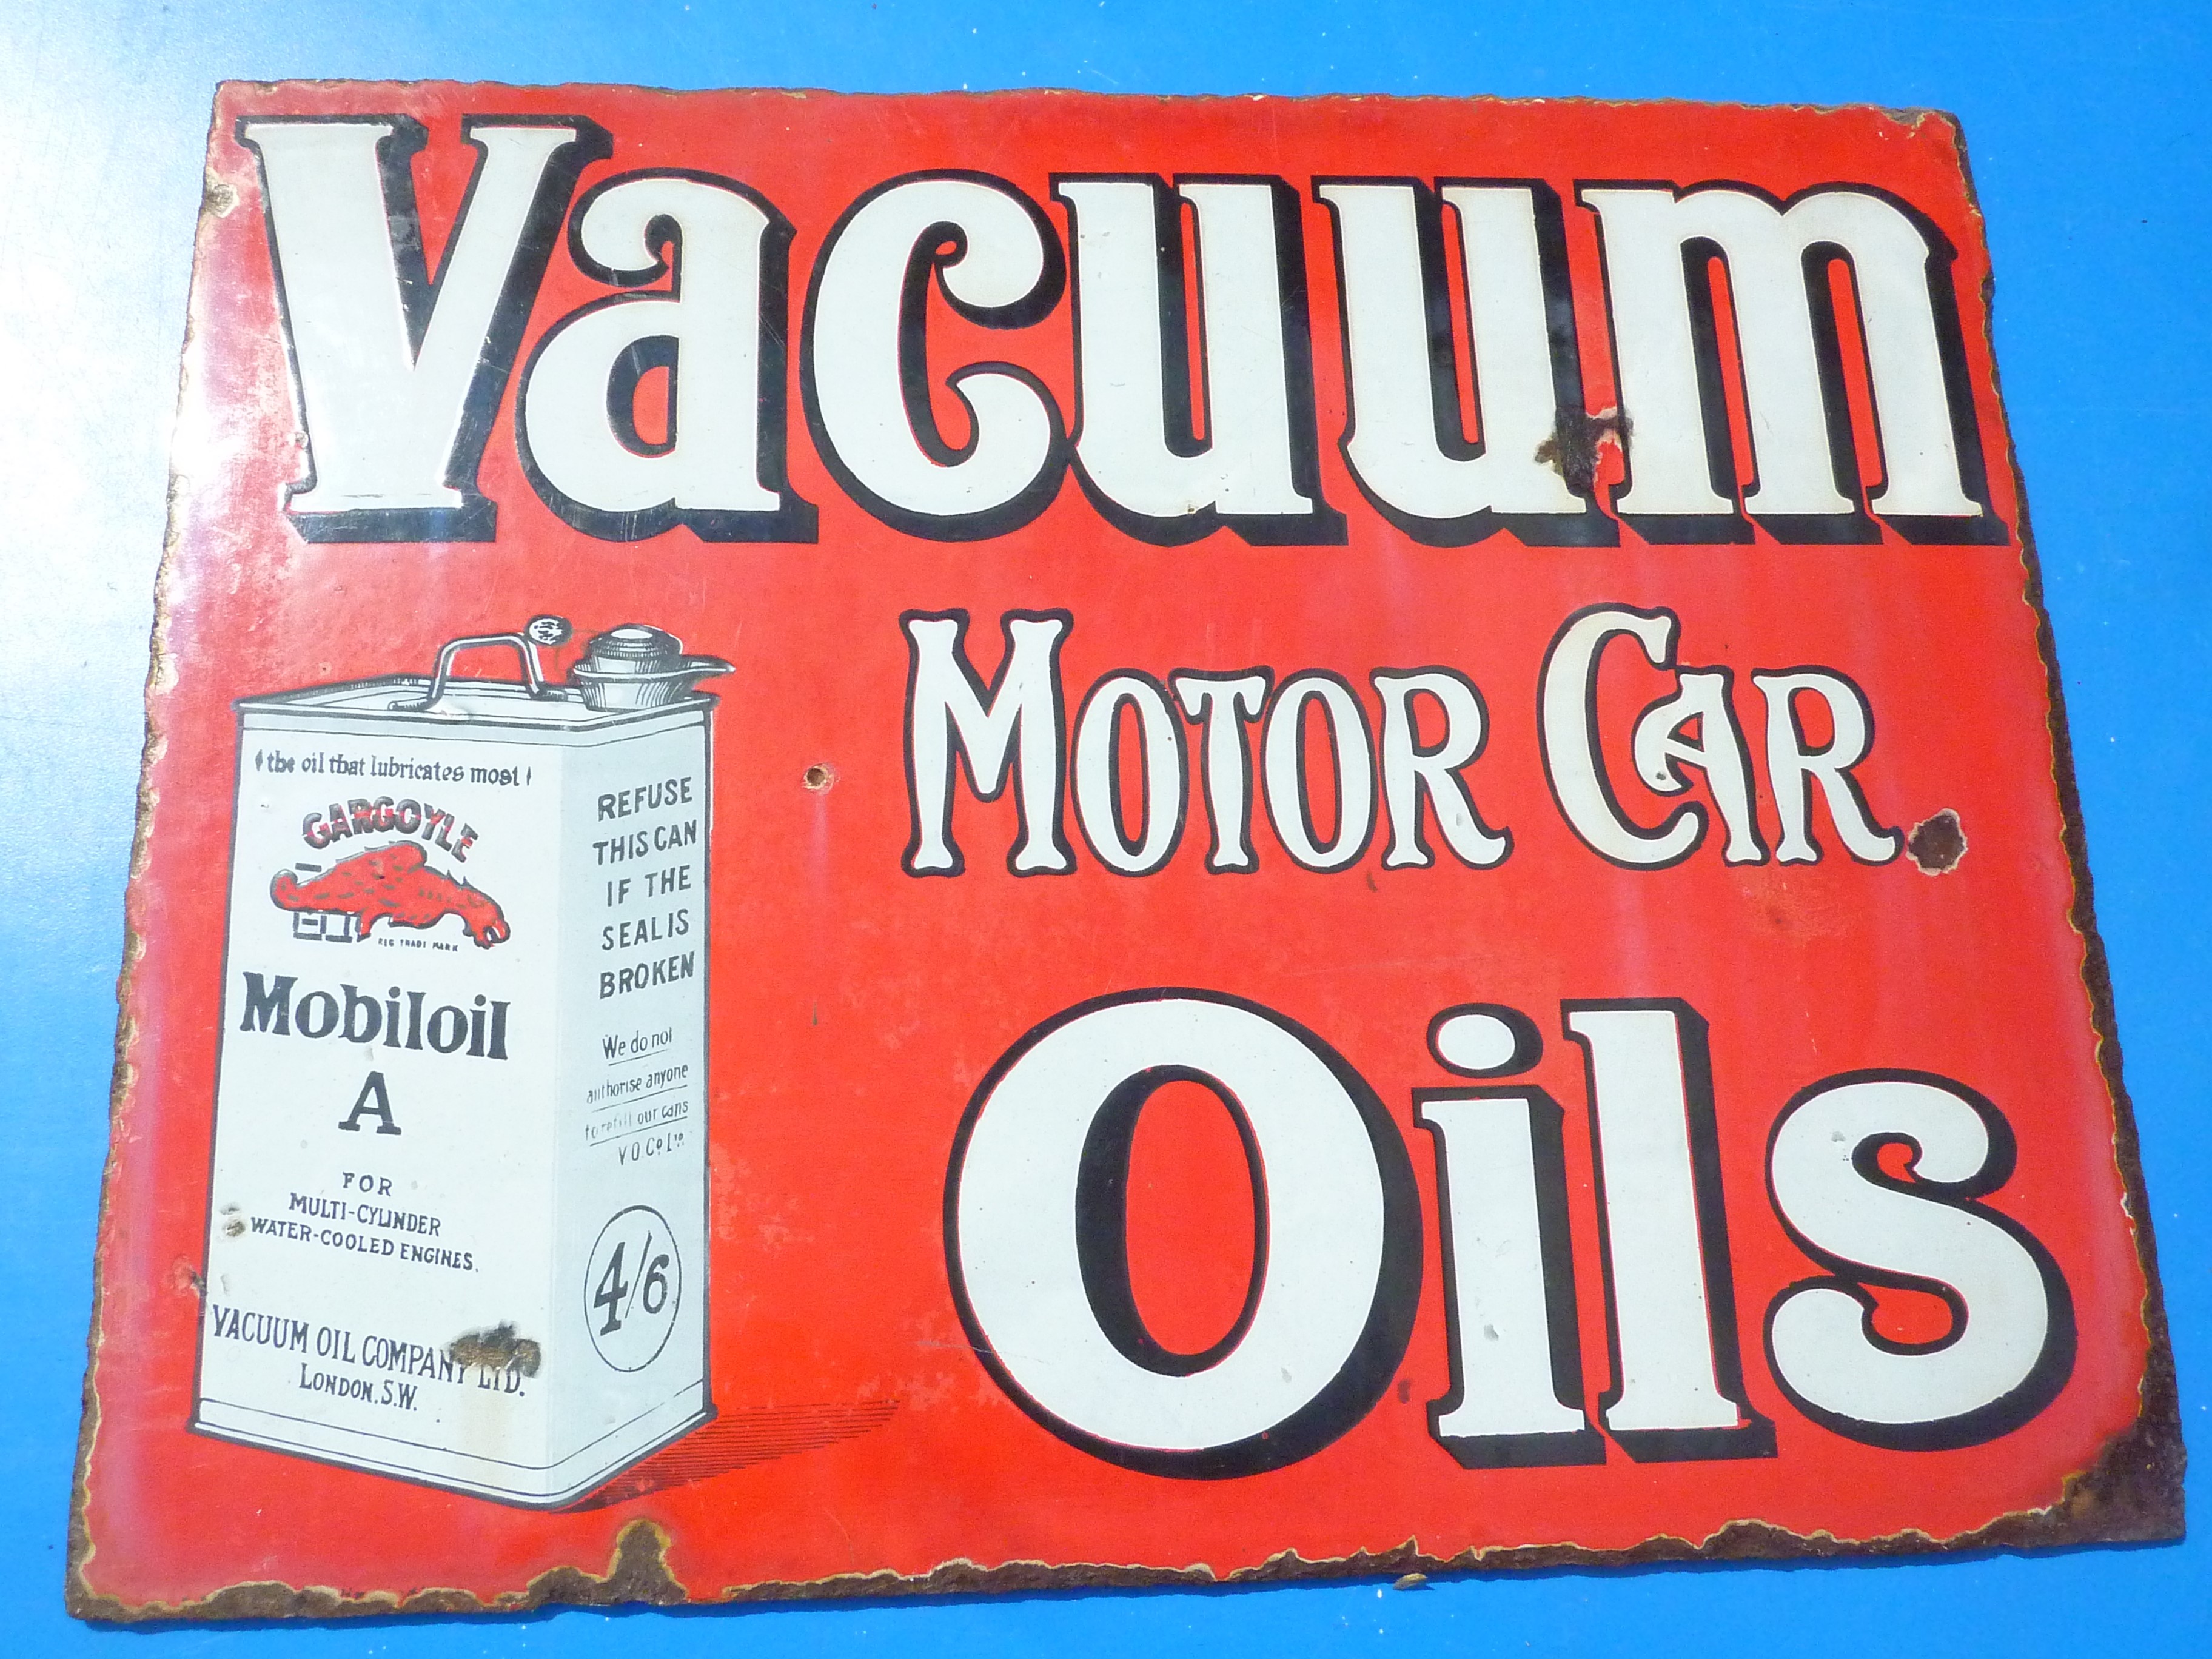 Vacuum
MOTOR CAR
Oils
the oil that lubricates most
GARGOYLE
REG TRADE MARK
Mobiloil
A
FOR
MULTI-CYLINDER
WATER-COOLED ENGINES.
VACUUM OIL COMPANY LTD.
LONDON. S.W.
REFUSE
THIS CAN
IF THE
SEAL IS
BROKEN
We do not
authorise anyone
to refill our cans
V O Co Ltd
4/6